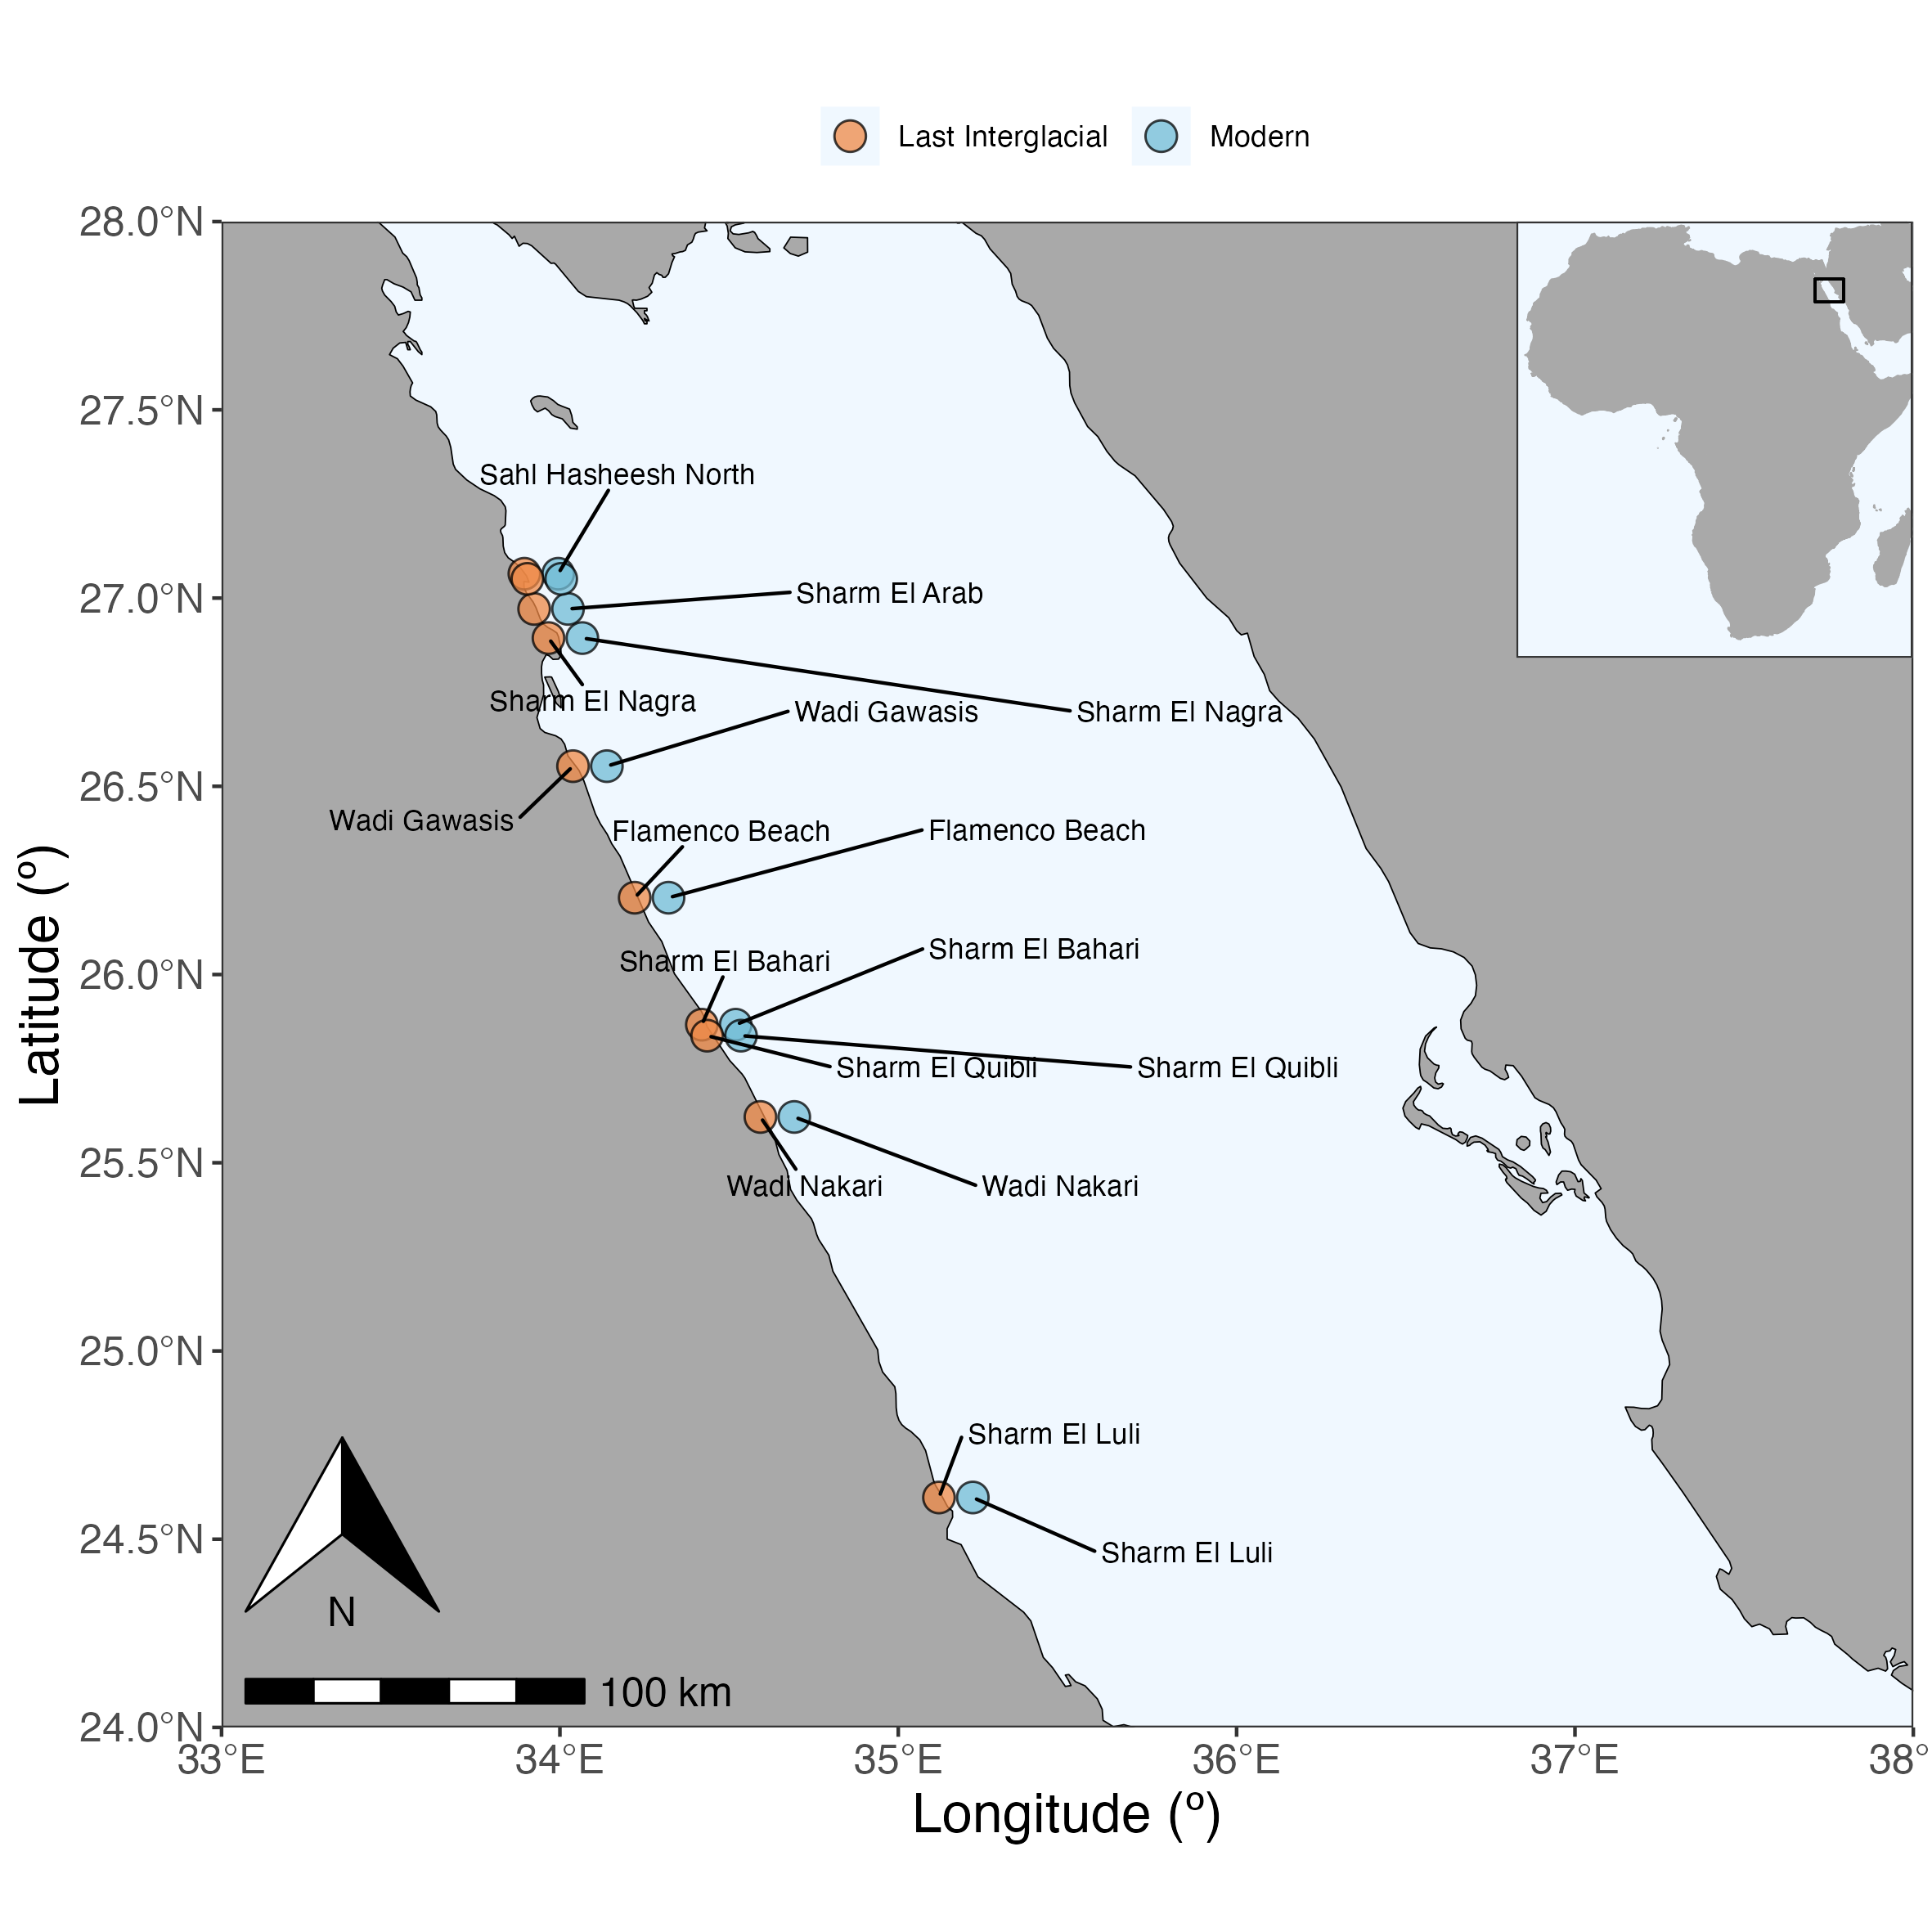 Last Interglacial Modern
28.0°N
27.5°N
Sahl Hasheesh North
27.0°N
Sharm El Arab
Sharm El Nagra
Wadi Gawasis
Sharm El Nagra
26.5°N
Wadi Gawasis
Flamenco Beach
Flamenco Beach
Sharm El Bahari
Sharm El Bahari
26.0°N
Sharm El Quibli
Sharm El Quibli
25.5°N
Wadi Nakari
Wadi Nakari
25.0°N
Sharm El Luli
24.5°N
Sharm El Luli
N
100 km
24.0°N
33°E 34°E 35°E 36°E 37°E 38°
Longitude (º)
Latitude (º)